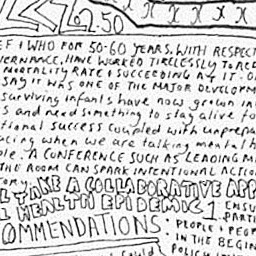 2:50
EF + WHO FOR 50-60 YEARS, WITH RESPECT
VERNANCE, HAVE WORKED TIRELESSLY TO
MORTALITY RATE + SUCCEEDING AT IT.
SAY IT WAS ONE OF THE MAJOR DEVELOPM
surviving infants have now grown in
s and need something to stay alive fo
tional success coupled with unprepa
acing when we are talking mental h
ple. A CONFERENCE SUCH AS LEADING M
THE ROOM CAN SPARK INTENTIONAL ACTIO
TORY
L TAKE A COLLABORATIVE APP
L HEALTH EPIDEMIC 1. ENSU
PARTI
OMMENDATIONS: • PEOPLE + PEOP
IN THE BEGIN
POLICY
could